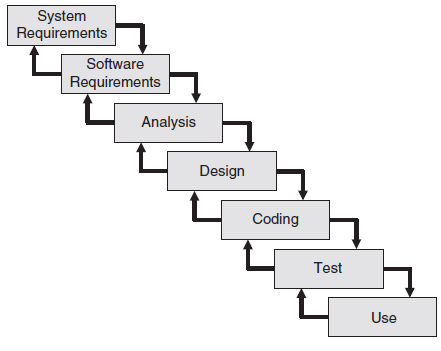 System
Requirements
Software
Requirements
Analysis
Design
Coding
Test
Use